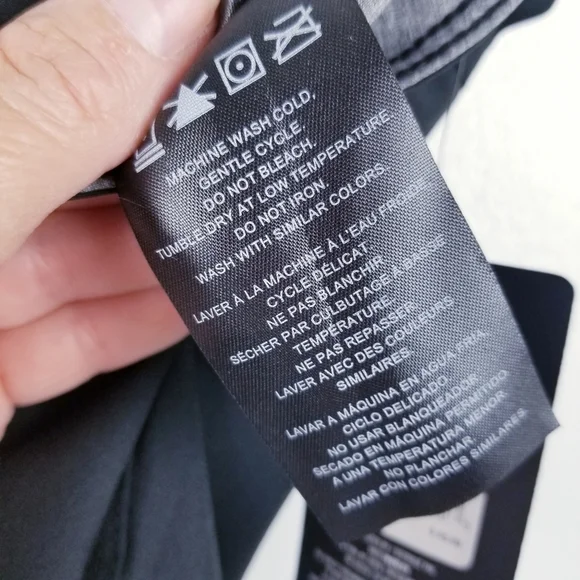 MACHINE WASH COLD,
GENTLE CYCLE
DO NOT BLEACH.
TUMBLE DRY AT LOW TEMPERATURE
DO NOT IRON.
WASH WITH SIMILAR COLORS.
LAVER À LA MACHINE À L'EAU FROIDE
CYCLE DÉLICAT
NE PAS BLANCHIR
SÉCHER PAR CULBUTAGE À BASSE
TEMPÉRATURE.
NE PAS REPASSER.
LAVER AVEC DES COULEURS
SIMILAIRES.
LAVAR A MÁQUINA EN AGUA FRIA,
CICLO DELICADO
NO USAR BLANQUEADOR
SECADO EN MÁQUINA PERMITIDO
A UNA TEMPERATURA MENOR
NO PLANCHAR
LAVAR CON COLORES SIMILARES.